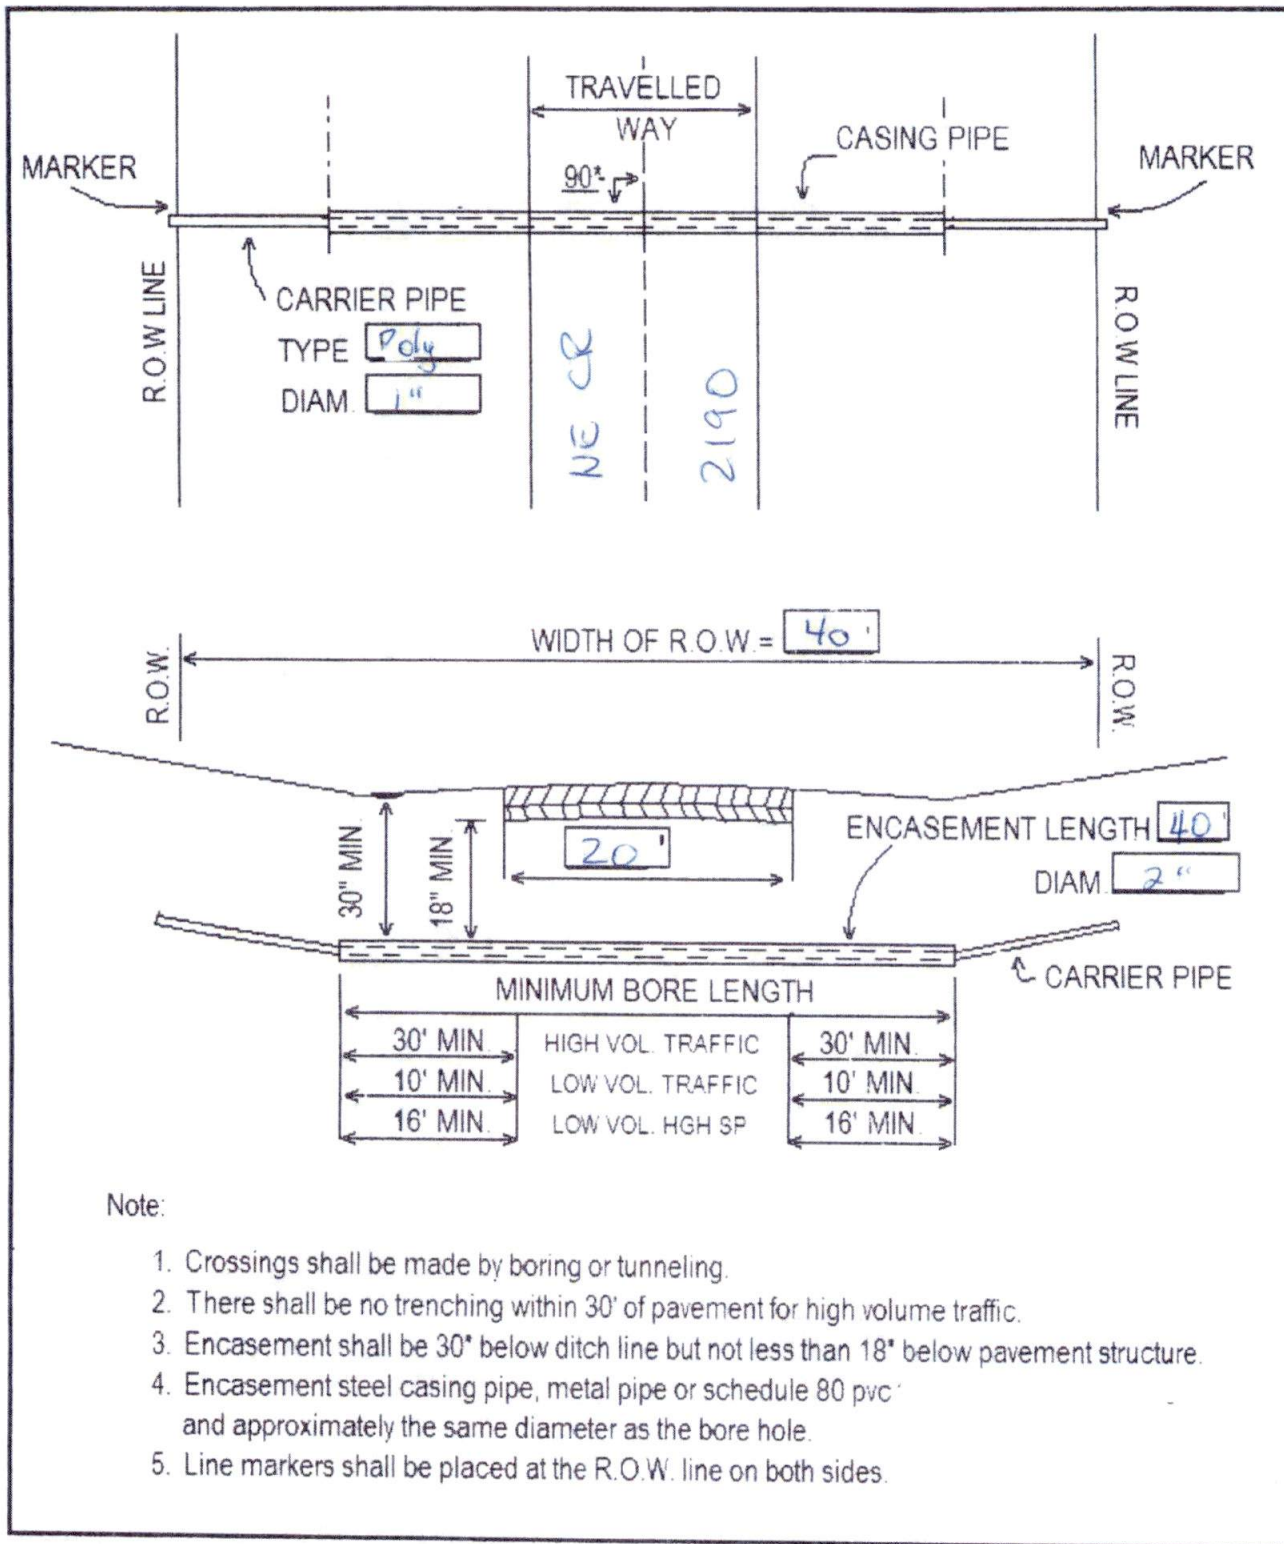 TRAVELLED
WAY
CASING PIPE
MARKER
MARKER
90*
R.O.W LINE
CARRIER PIPE
TYPE Poly
DIAM. 1"
NE CR
2190
R.O.W LINE
WIDTH OF R.O.W. = 40'
R.O.W.
R.O.W.
30" MIN.
18" MIN.
20'
ENCASEMENT LENGTH 40'
DIAM. 2"
CARRIER PIPE
MINIMUM BORE LENGTH
30' MIN. HIGH VOL. TRAFFIC 30' MIN.
10' MIN. LOW VOL. TRAFFIC 10' MIN.
16' MIN. LOW VOL. HGH SP 16' MIN.
Note:
1. Crossings shall be made by boring or tunneling.
2. There shall be no trenching within 30' of pavement for high volume traffic.
3. Encasement shall be 30" below ditch line but not less than 18" below pavement structure.
4. Encasement steel casing pipe, metal pipe or schedule 80 pvc
and approximately the same diameter as the bore hole.
5. Line markers shall be placed at the R.O.W. line on both sides.